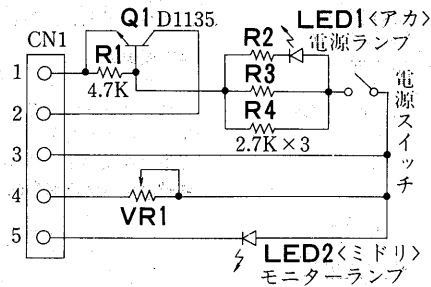 Q1 D1135
LED1〈アカ〉
電源ランプ
CN1
R1
4.7K
R2
R3
R4
2.7K×3
電源スイッチ
1
2
3
4
5
VR1
LED2〈ミドリ〉
モニターランプ